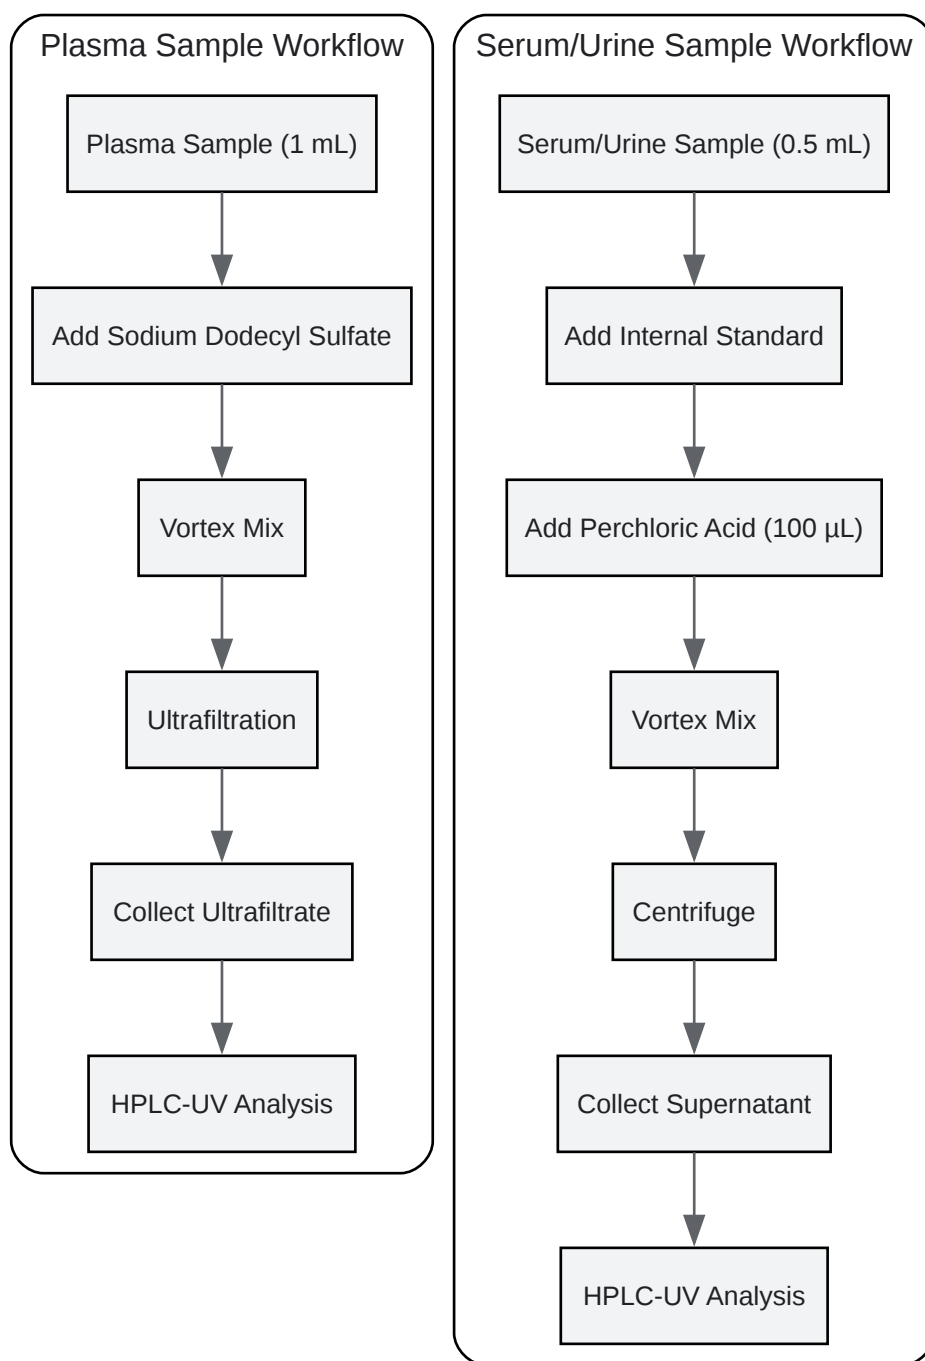 Plasma Sample Workflow
Plasma Sample (1 mL)
Add Sodium Dodecyl Sulfate
Vortex Mix
Ultrafiltration
Collect Ultrafiltrate
HPLC-UV Analysis
Serum/Urine Sample Workflow
Serum/Urine Sample (0.5 mL)
Add Internal Standard
Add Perchloric Acid (100 µL)
Vortex Mix
Centrifuge
Collect Supernatant
HPLC-UV Analysis